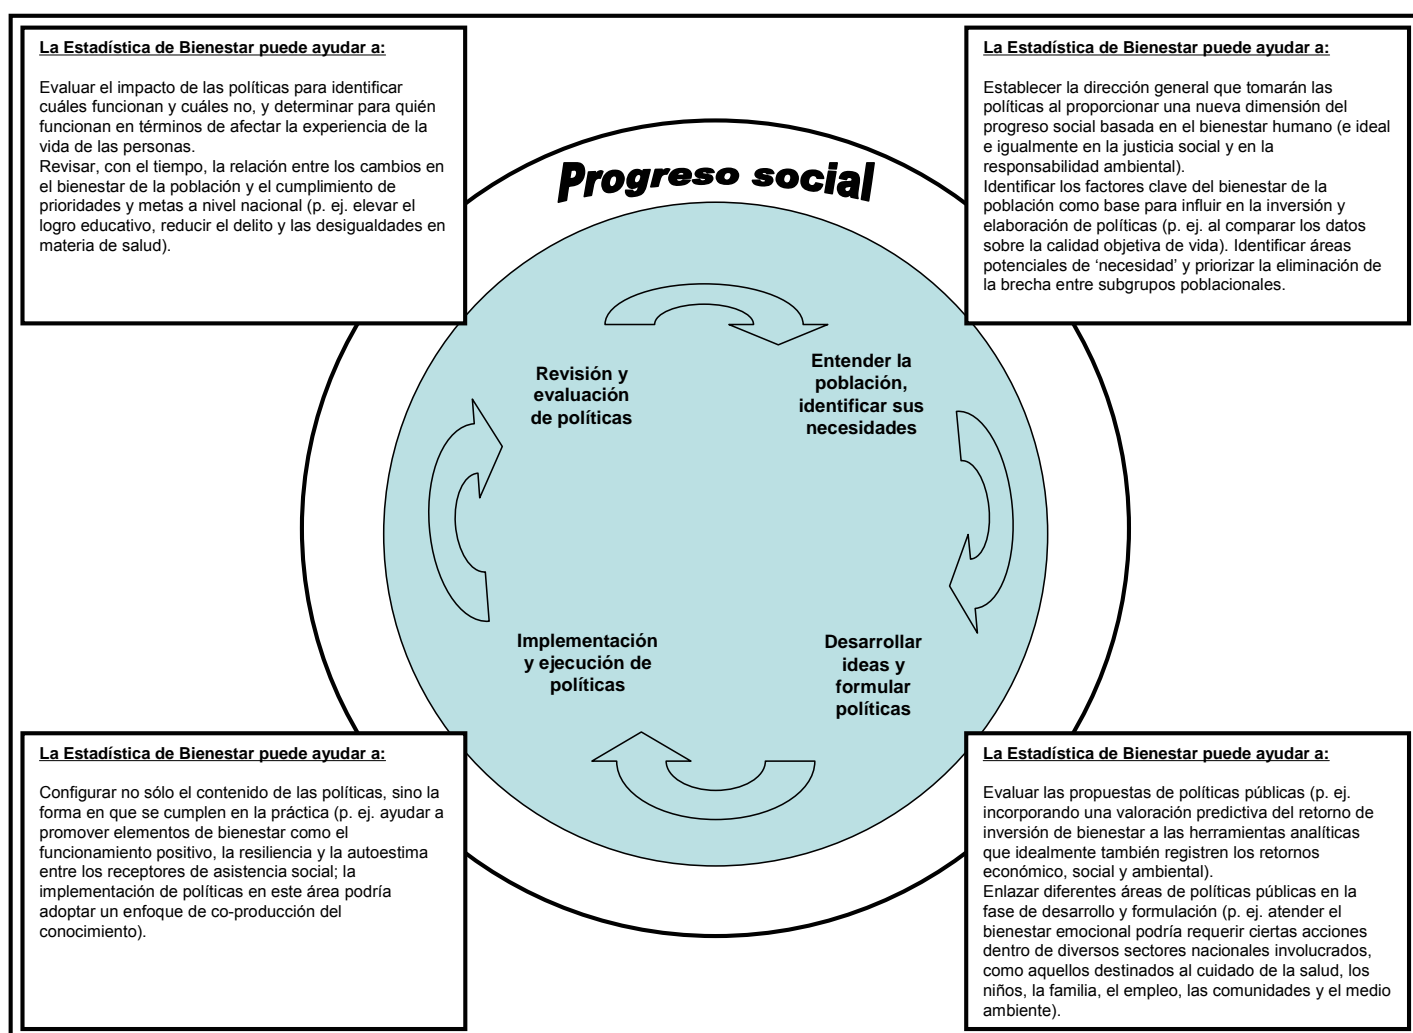 La Estadística de Bienestar puede ayudar a:
Evaluar el impacto de las políticas para identificar
cuáles funcionan y cuáles no, y determinar para quién
funcionan en términos de afectar la experiencia de la
vida de las personas.
Revisar, con el tiempo, la relación entre los cambios en
el bienestar de la población y el cumplimiento de
prioridades y metas a nivel nacional (p. ej. elevar el
logro educativo, reducir el delito y las desigualdades en
materia de salud).
La Estadística de Bienestar puede ayudar a:
Establecer la dirección general que tomarán las
políticas al proporcionar una nueva dimensión del
progreso social basada en el bienestar humano (e ideal
e igualmente en la justicia social y en la
responsabilidad ambiental).
Identificar los factores clave del bienestar de la
población como base para influir en la inversión y
elaboración de políticas (p. ej. al comparar los datos
sobre la calidad objetiva de vida). Identificar áreas
potenciales de ‘necesidad’ y priorizar la eliminación de
la brecha entre subgrupos poblacionales.
Progreso social
Revisión y
evaluación
de políticas
Entender la
población,
identificar sus
necesidades
Implementación
y ejecución de
políticas
Desarrollar
ideas y
formular
políticas
La Estadística de Bienestar puede ayudar a:
Configurar no sólo el contenido de las políticas, sino la
forma en que se cumplen en la práctica (p. ej. ayudar a
promover elementos de bienestar como el
funcionamiento positivo, la resiliencia y la autoestima
entre los receptores de asistencia social; la
implementación de políticas en este área podría
adoptar un enfoque de co-producción del
conocimiento).
La Estadística de Bienestar puede ayudar a:
Evaluar las propuestas de políticas públicas (p. ej.
incorporando una valoración predictiva del retorno de
inversión de bienestar a las herramientas analíticas
que idealmente también registren los retornos
económico, social y ambiental).
Enlazar diferentes áreas de políticas públicas en la
fase de desarrollo y formulación (p. ej. atender el
bienestar emocional podría requerir ciertas acciones
dentro de diversos sectores nacionales involucrados,
como aquellos destinados al cuidado de la salud, los
niños, la familia, el empleo, las comunidades y el medio
ambiente).